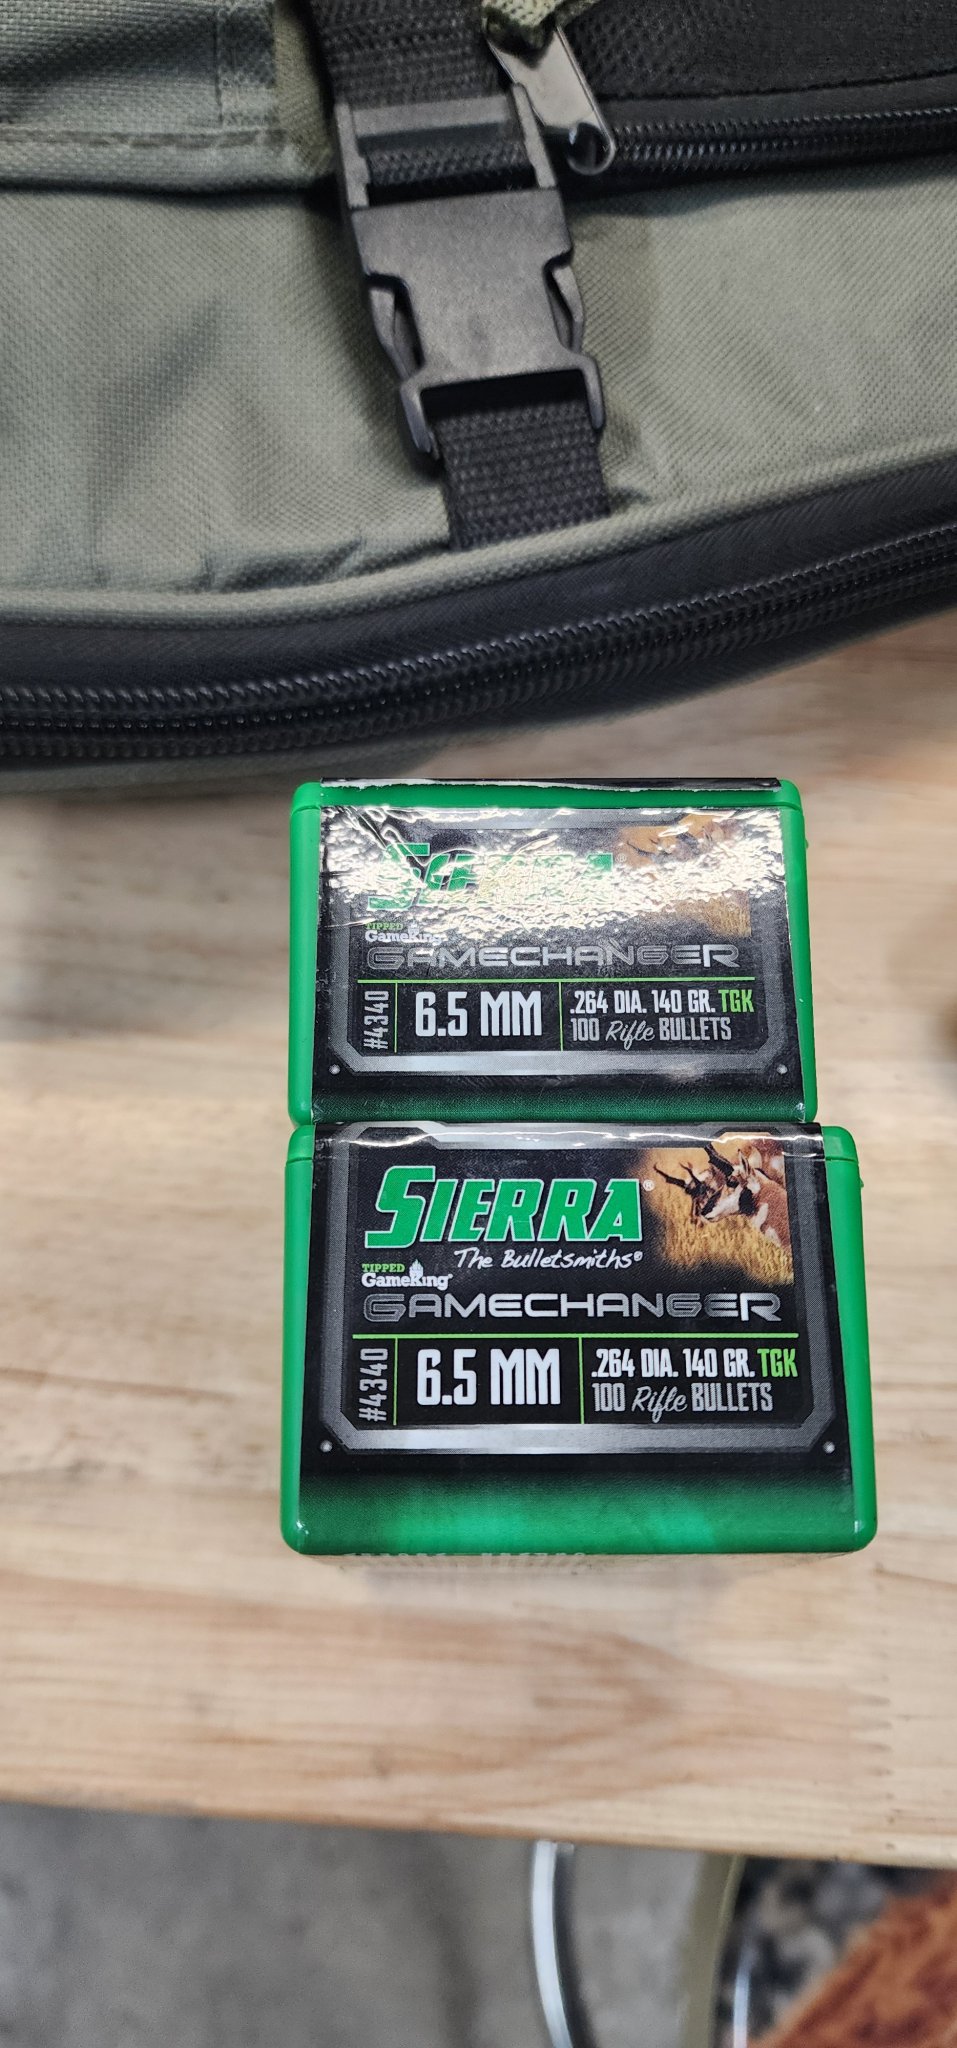 SIERRA
TIPPED
GameKing
GAMECHANGER
#4340
6.5 MM
.264 DIA. 140 GR. TGK
100 Rifle BULLETS
SIERRA®
The Bulletsmiths®
TIPPED
GameKing®
GAMECHANGER
#4340
6.5 MM
.264 DIA. 140 GR. TGK
100 Rifle BULLETS